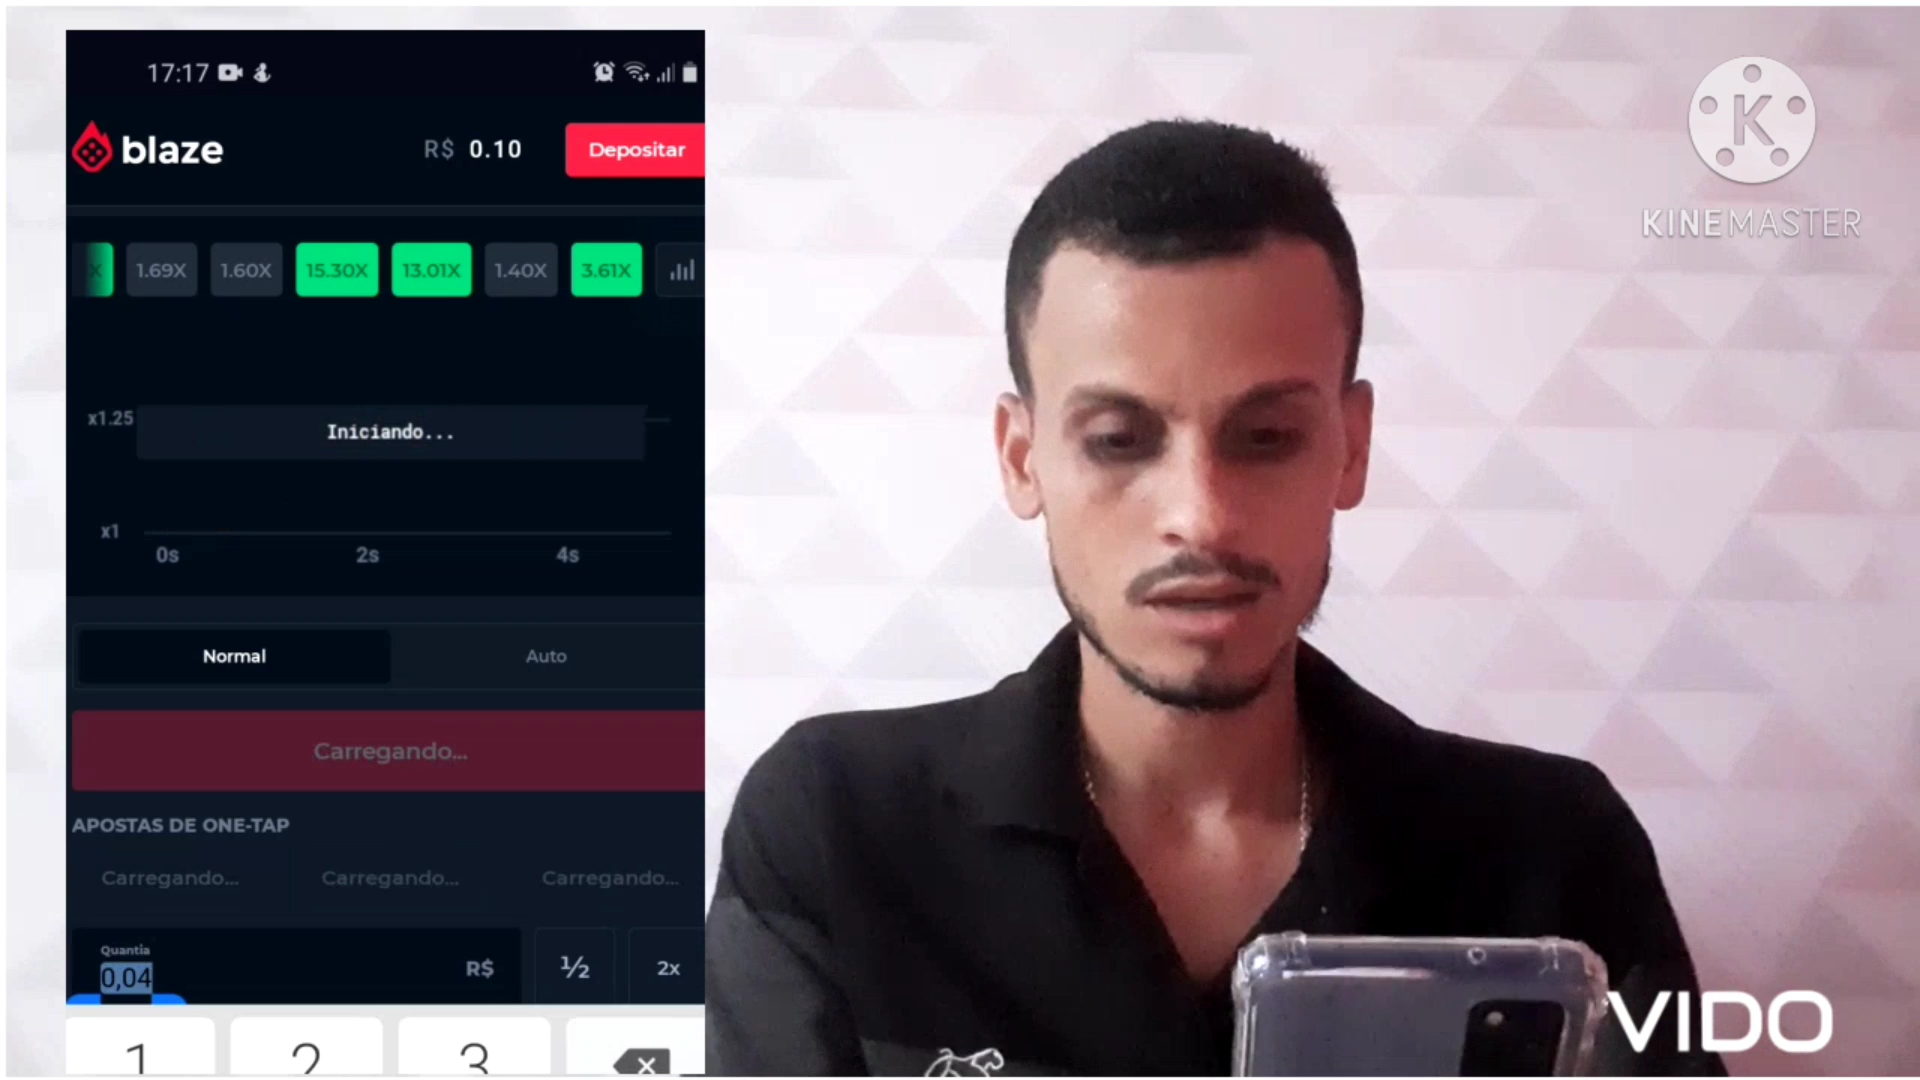 17:17
blaze
R$ 0.10
Depositar
X 1.69X 1.60X 15.30X 13.01X 1.40X 3.61X
x1.25
Iniciando...
x1
0s 2s 4s
Normal Auto
Carregando...
APOSTAS DE ONE-TAP
Carregando... Carregando... Carregando...
Quantia
0,04 R$ ½ 2x
1 2 3
K
KINEMASTER
VIDO